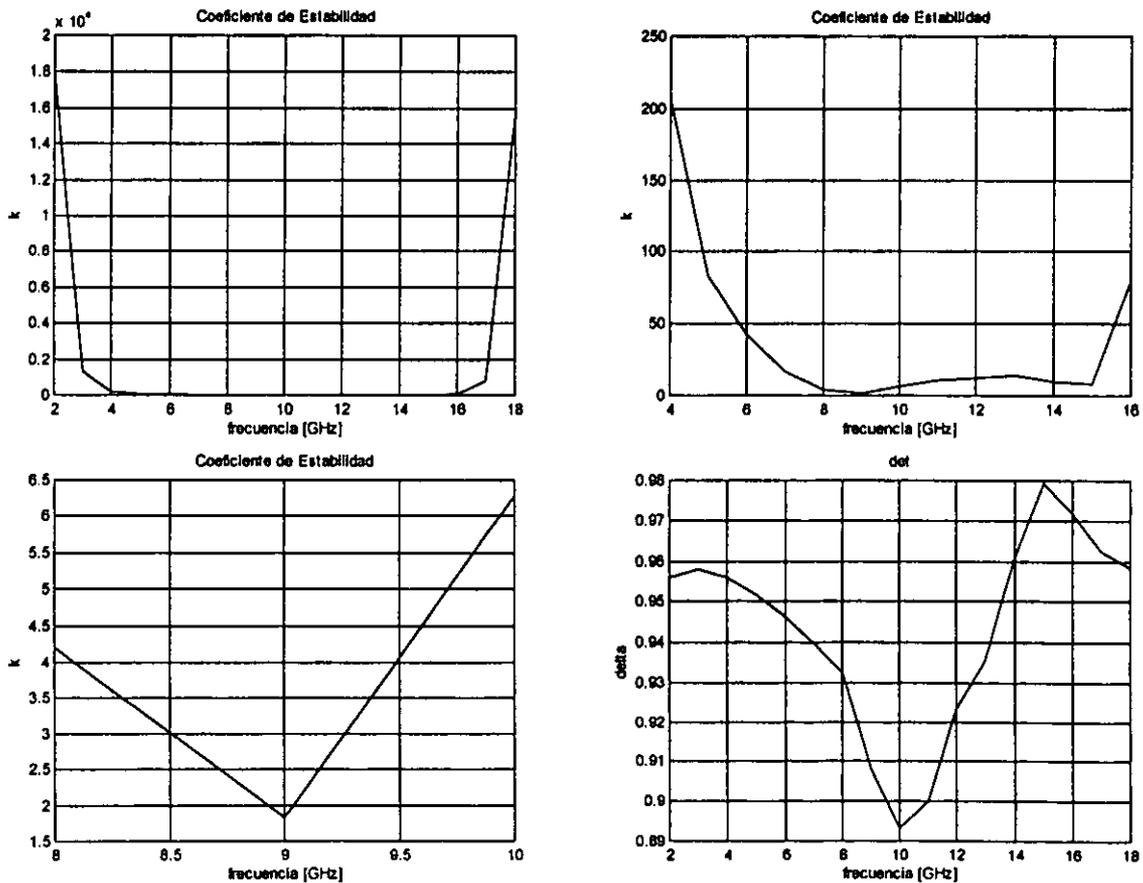 Coeficiente de Estabilidad
x 10⁴
2
1.8
1.6
1.4
1.2
1
0.8
0.6
0.4
0.2
0
k
2 4 6 8 10 12 14 16 18
frecuencia [GHz]
Coeficiente de Estabilidad
250
200
150
100
50
0
k
4 6 8 10 12 14 16
frecuencia [GHz]
Coeficiente de Estabilidad
6.5
6
5.5
5
4.5
4
3.5
3
2.5
2
1.5
k
8 8.5 9 9.5 10
frecuencia [GHz]
det
0.98
0.97
0.96
0.95
0.94
0.93
0.92
0.91
0.9
0.89
delta
2 4 6 8 10 12 14 16 18
frecuencia [GHz]